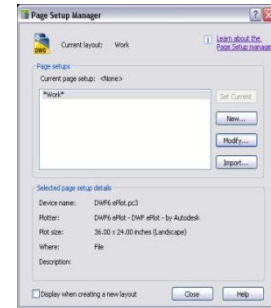 Page Setup Manager
DWG
Current layout: Work
Learn about the
Page Setup manager
Page setups
Current page setup: <None>
*Work*
Set Current
New...
Modify...
Import...
Selected page setup details
Device name: DWF6 ePlot.pc3
Plotter: DWF6 ePlot - DWF ePlot - by Autodesk
Plot size: 36.00 x 24.00 inches (Landscape)
Where: File
Description:
Display when creating a new layout
Close
Help